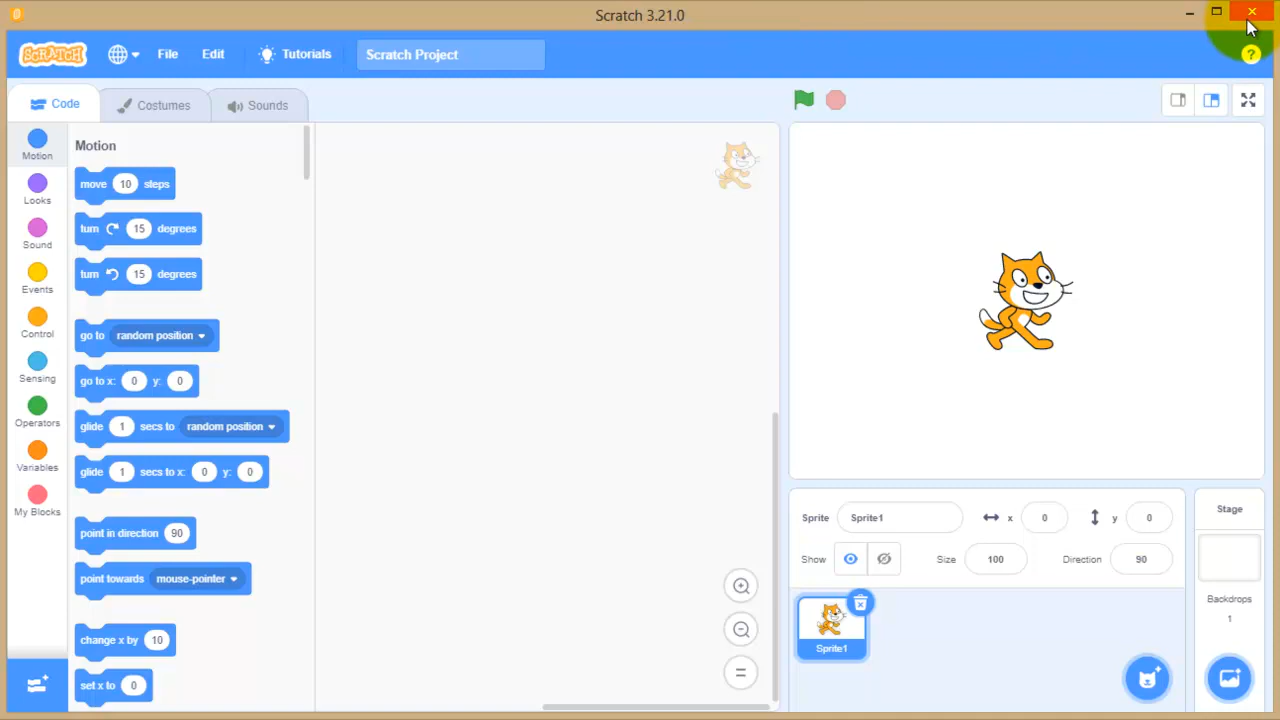 Scratch 3.21.0
SCRATCH File Edit Tutorials Scratch Project
?
Code Costumes Sounds
Motion
Looks
Sound
Events
Control
Sensing
Operators
Variables
My Blocks
Motion
move 10 steps
turn 15 degrees
turn 15 degrees
go to random position
go to x: 0 y: 0
glide 1 secs to random position
glide 1 secs to x: 0 y: 0
point in direction 90
point towards mouse-pointer
change x by 10
set x to 0
Sprite Sprite1 x 0 y 0
Show Size 100 Direction 90
Sprite1
Stage
Backdrops
1